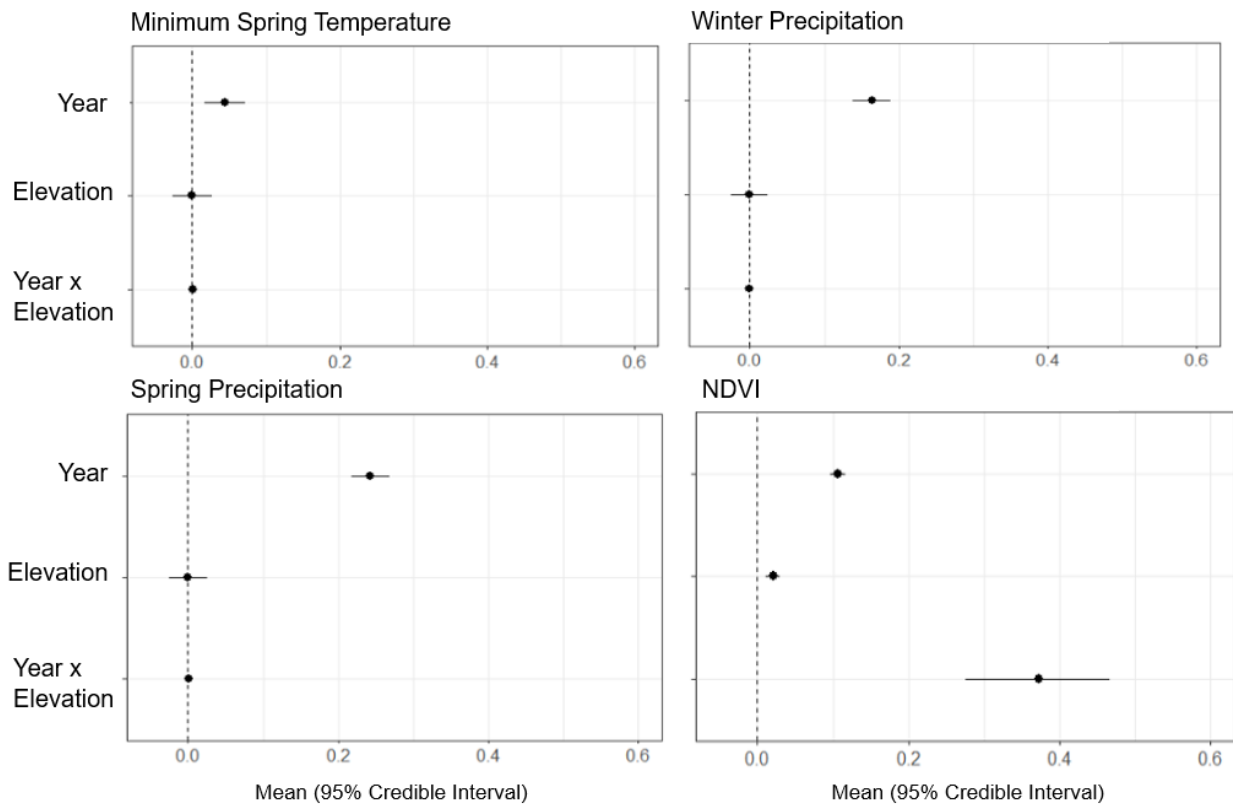 Minimum Spring Temperature
Winter Precipitation
Year
Elevation
Year x
Elevation
0.0 0.2 0.4 0.6
0.0 0.2 0.4 0.6
Spring Precipitation
NDVI
Year
Elevation
Year x
Elevation
0.0 0.2 0.4 0.6
0.0 0.2 0.4 0.6
Mean (95% Credible Interval)
Mean (95% Credible Interval)